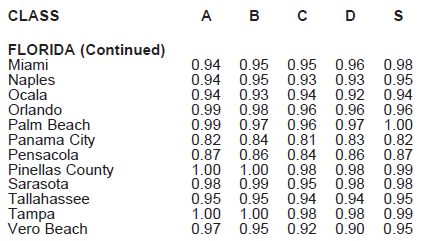 CLASS A B C D S
FLORIDA (Continued)
Miami 0.94 0.95 0.95 0.96 0.98
Naples 0.94 0.95 0.93 0.93 0.95
Ocala 0.94 0.93 0.94 0.92 0.94
Orlando 0.99 0.98 0.96 0.96 0.96
Palm Beach 0.99 0.97 0.96 0.97 1.00
Panama City 0.82 0.84 0.81 0.83 0.82
Pensacola 0.87 0.86 0.84 0.86 0.87
Pinellas County 1.00 1.00 0.98 0.98 0.99
Sarasota 0.98 0.99 0.95 0.98 0.98
Tallahassee 0.95 0.95 0.94 0.94 0.95
Tampa 1.00 1.00 0.98 0.98 0.99
Vero Beach 0.97 0.95 0.92 0.90 0.95